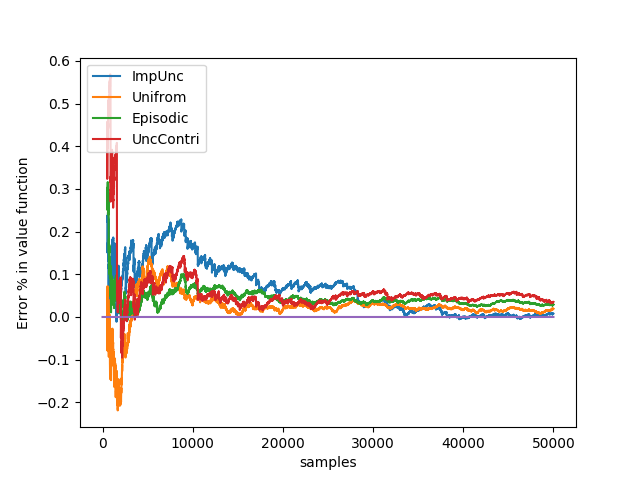 0.6
0.5
0.4
0.3
0.2
0.1
0.0
−0.1
−0.2
Error % in value function
ImpUnc
Unifrom
Episodic
UncContri
0 10000 20000 30000 40000 50000
samples